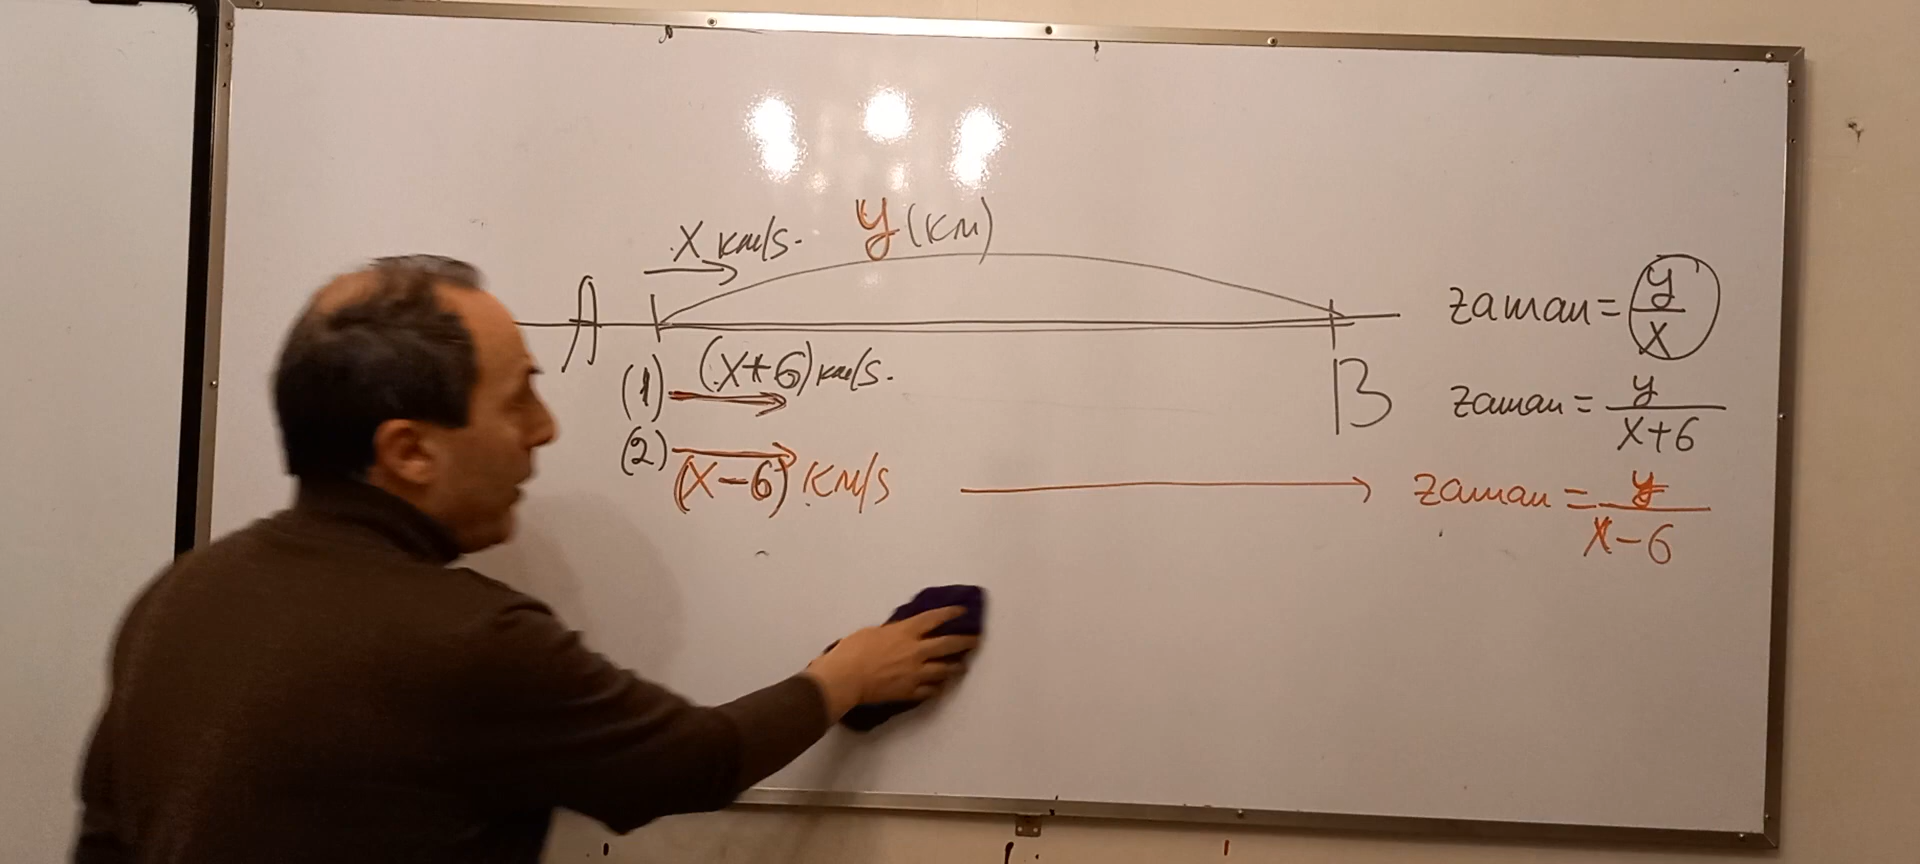 x km/s. y (km)
A
B
(1) (x+6) km/s.
(2) (x-6) km/s
zaman = y/x
zaman = y/(x+6)
zaman = y/(x-6)